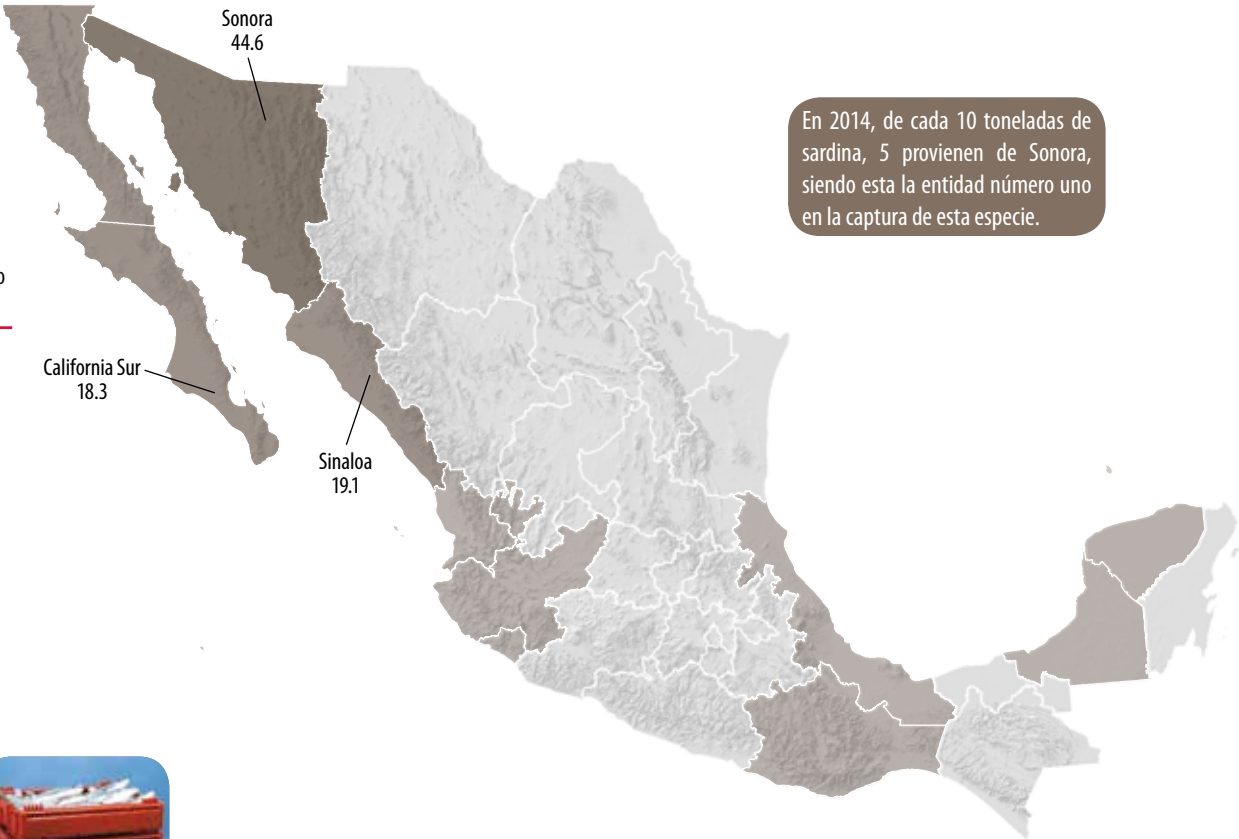 Sonora
44.6
En 2014, de cada 10 toneladas de
sardina, 5 provienen de Sonora,
siendo esta la entidad número uno
en la captura de esta especie.
o
California Sur
18.3
Sinaloa
19.1